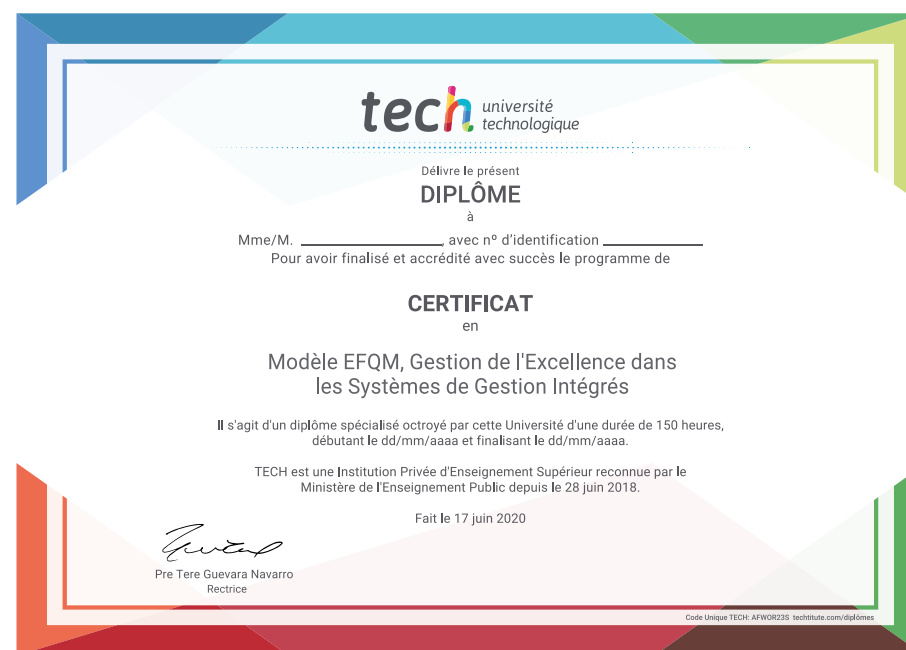 tech université
technologique
Délivre le présent
DIPLÔME
à
Mme/M. ____________________, avec nº d'identification ______________
Pour avoir finalisé et accrédité avec succès le programme de
CERTIFICAT
en
Modèle EFQM, Gestion de l'Excellence dans
les Systèmes de Gestion Intégrés
Il s'agit d'un diplôme spécialisé octroyé par cette Université d'une durée de 150 heures,
débutant le dd/mm/aaaa et finalisant le dd/mm/aaaa.
TECH est une Institution Privée d'Enseignement Supérieur reconnue par le
Ministère de l'Enseignement Public depuis le 28 juin 2018.
Fait le 17 juin 2020
Pre Tere Guevara Navarro
Rectrice
Code Unique TECH: AFWOR23S techtitute.com/diplômes